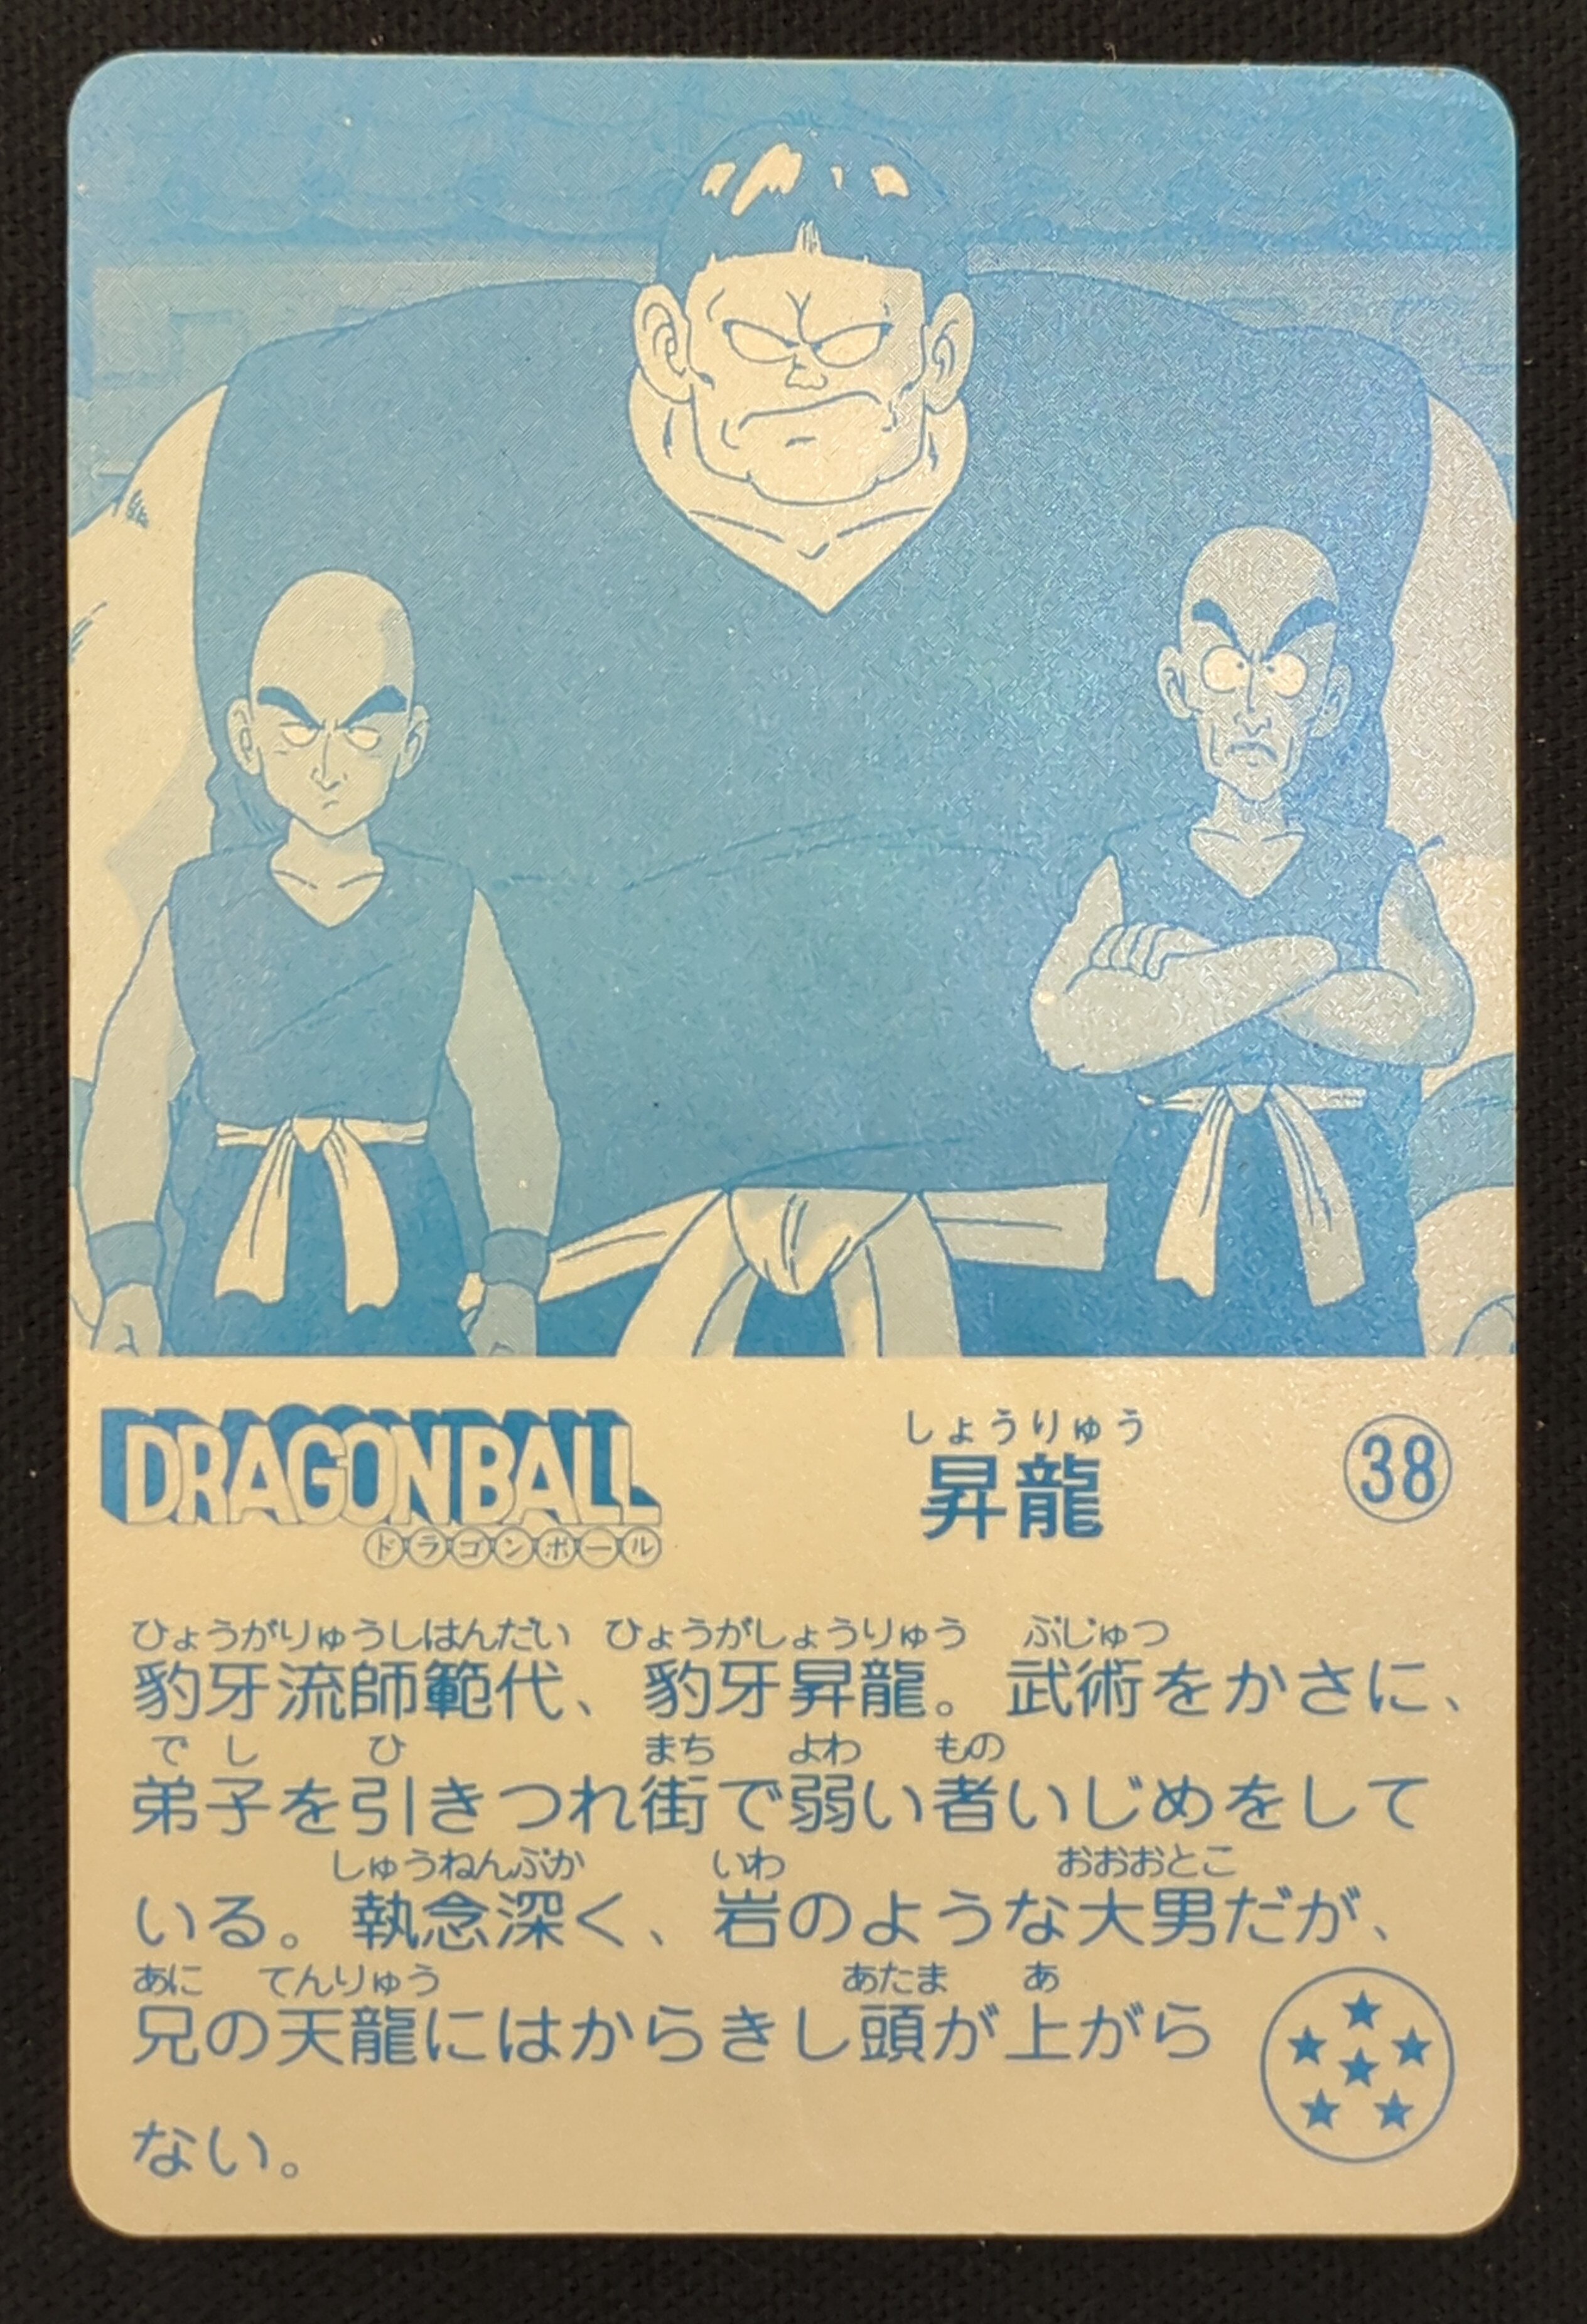 DRAGONBALL
ドラゴンボール
しょうりゅう
昇龍
38
ひょうがりゅうしはんだい ひょうがしょうりゅう ぶじゅつ
豹牙流師範代、豹牙昇龍。武術をかさに、
でし ひ まち よわ もの
弟子を引きつれ街で弱い者いじめをして
しゅうねんぶか いわ おおおとこ
いる。執念深く、岩のような大男だが、
あに てんりゅう あたま あ
兄の天龍にはからきし頭が上がら
ない。